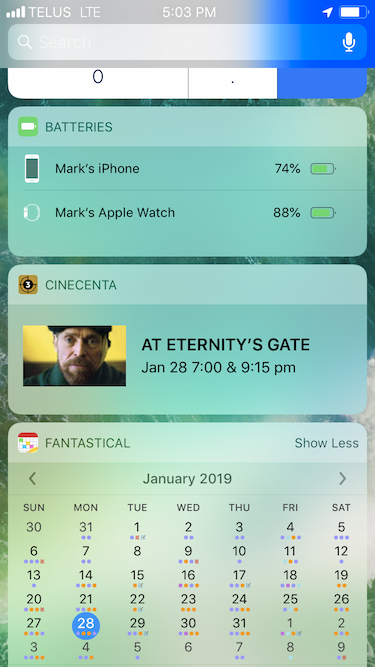 TELUS LTE 5:03 PM
Search
0 .
BATTERIES
Mark's iPhone 74%
Mark's Apple Watch 88%
3 CINECENTA
AT ETERNITY'S GATE
Jan 28 7:00 & 9:15 pm
FANTASTICAL Show Less
January 2019
SUN MON TUE WED THU FRI SAT
30 31 1 2 3 4 5
6 7 8 9 10 11 12
13 14 15 16 17 18 19
20 21 22 23 24 25 26
27 28 29 30 31 1 2
3 4 5 6 7 8 9